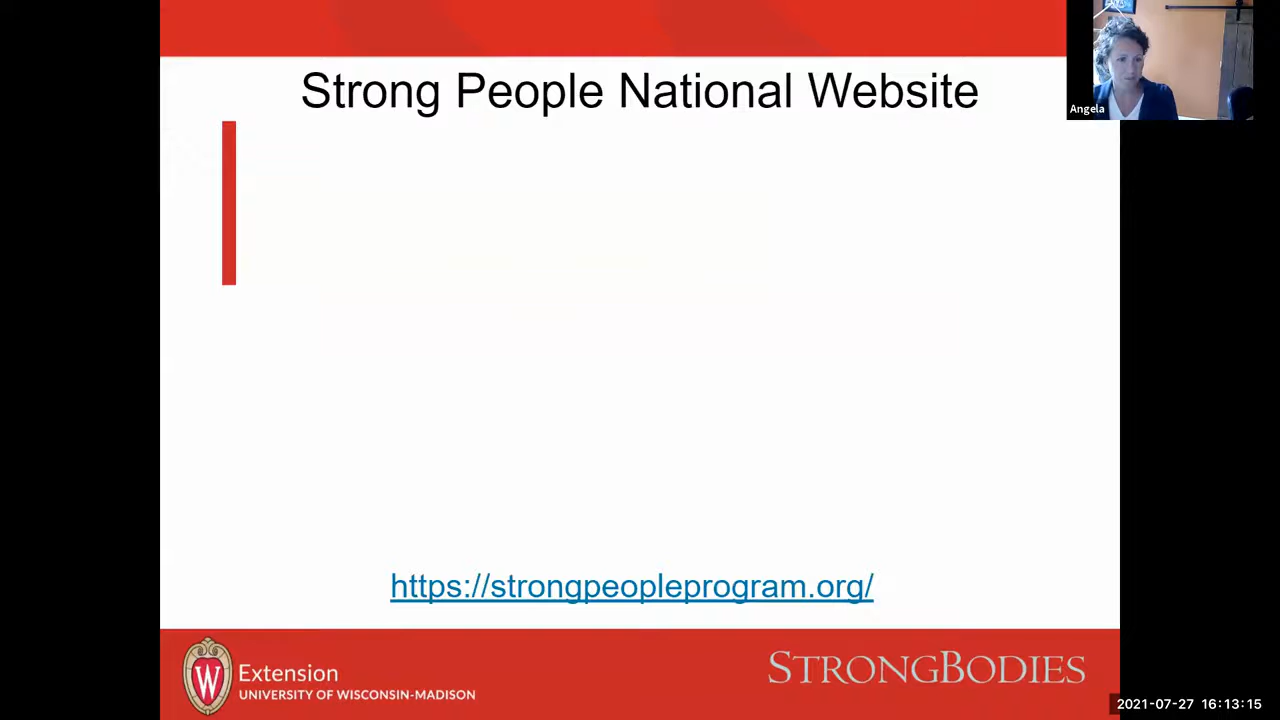 Strong People National Website
Angela
https://strongpeopleprogram.org/
W
Extension
UNIVERSITY OF WISCONSIN-MADISON
STRONGBODIES
2021-07-27 16:13:15